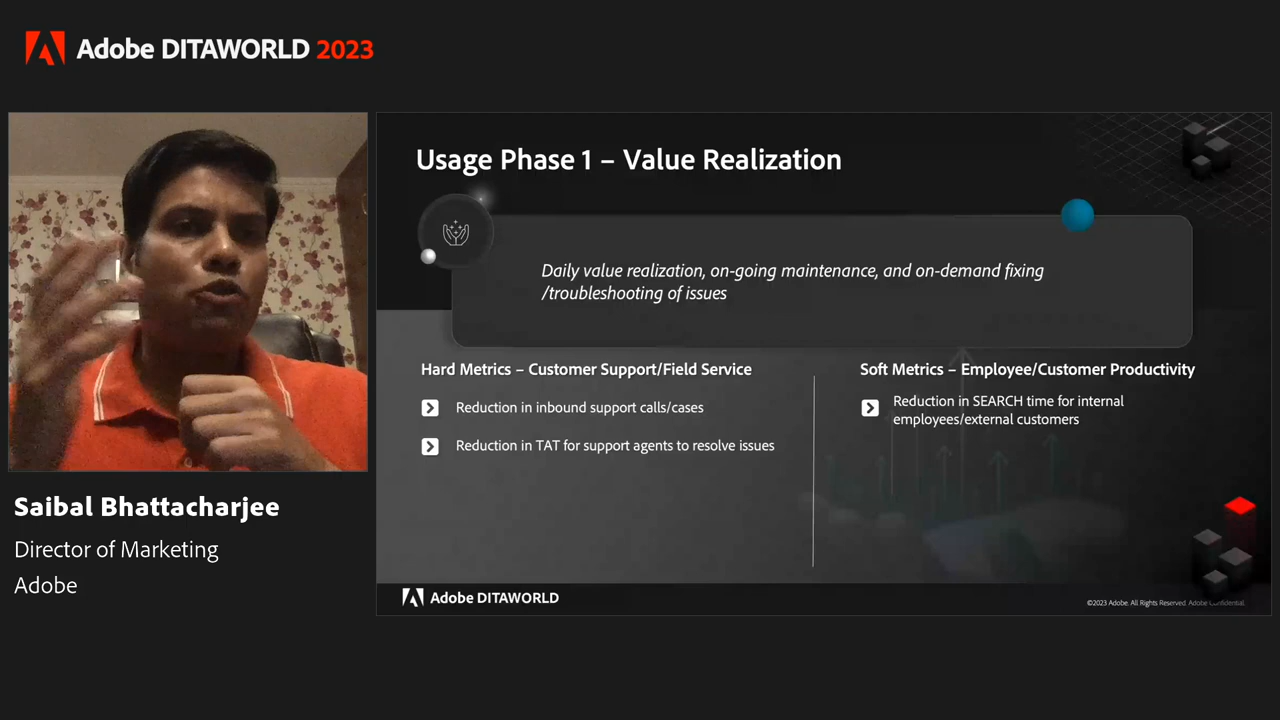 Adobe DITAWORLD 2023
Usage Phase 1 – Value Realization
Daily value realization, on-going maintenance, and on-demand fixing
/troubleshooting of issues
Hard Metrics – Customer Support/Field Service
Reduction in inbound support calls/cases
Reduction in TAT for support agents to resolve issues
Soft Metrics – Employee/Customer Productivity
Reduction in SEARCH time for internal
employees/external customers
Saibal Bhattacharjee
Director of Marketing
Adobe
Adobe DITAWORLD
©2023 Adobe. All Rights Reserved. Adobe Confidential.